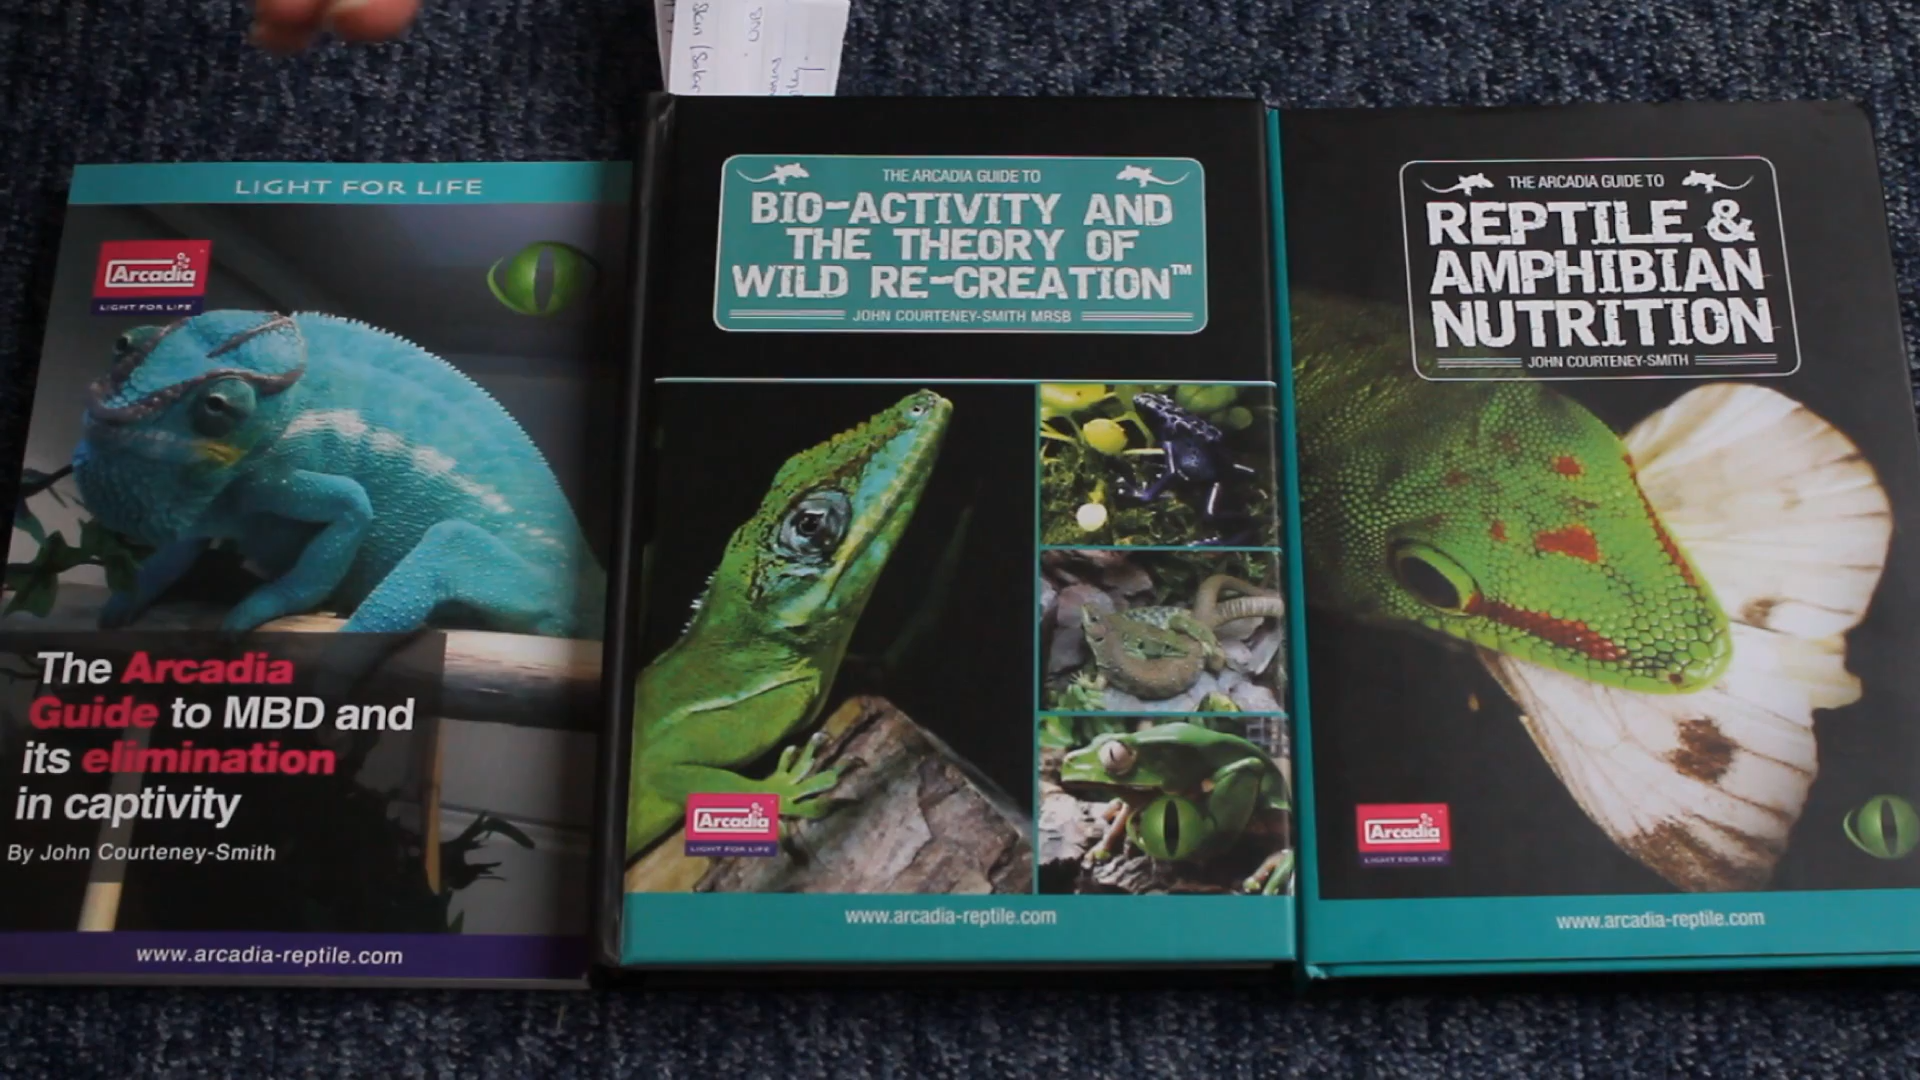 Skin (Solar
UVB
LIGHT FOR LIFE
Arcadia
LIGHT FOR LIFE
The Arcadia
Guide to MBD and
its elimination
in captivity
By John Courteney-Smith
www.arcadia-reptile.com
THE ARCADIA GUIDE TO
BIO-ACTIVITY AND
THE THEORY OF
WILD RE-CREATION™
JOHN COURTENEY-SMITH MRSB
Arcadia
LIGHT FOR LIFE
www.arcadia-reptile.com
THE ARCADIA GUIDE TO
REPTILE &
AMPHIBIAN
NUTRITION
JOHN COURTENEY-SMITH
Arcadia
LIGHT FOR LIFE
www.arcadia-reptile.com